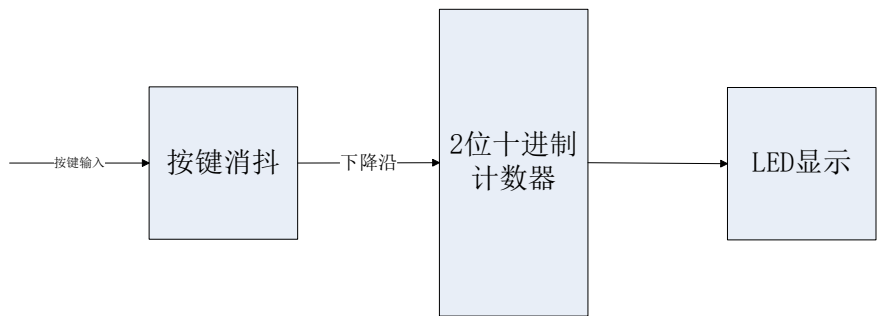 按键输入
按键消抖
下降沿
2位十进制
计数器
LED显示